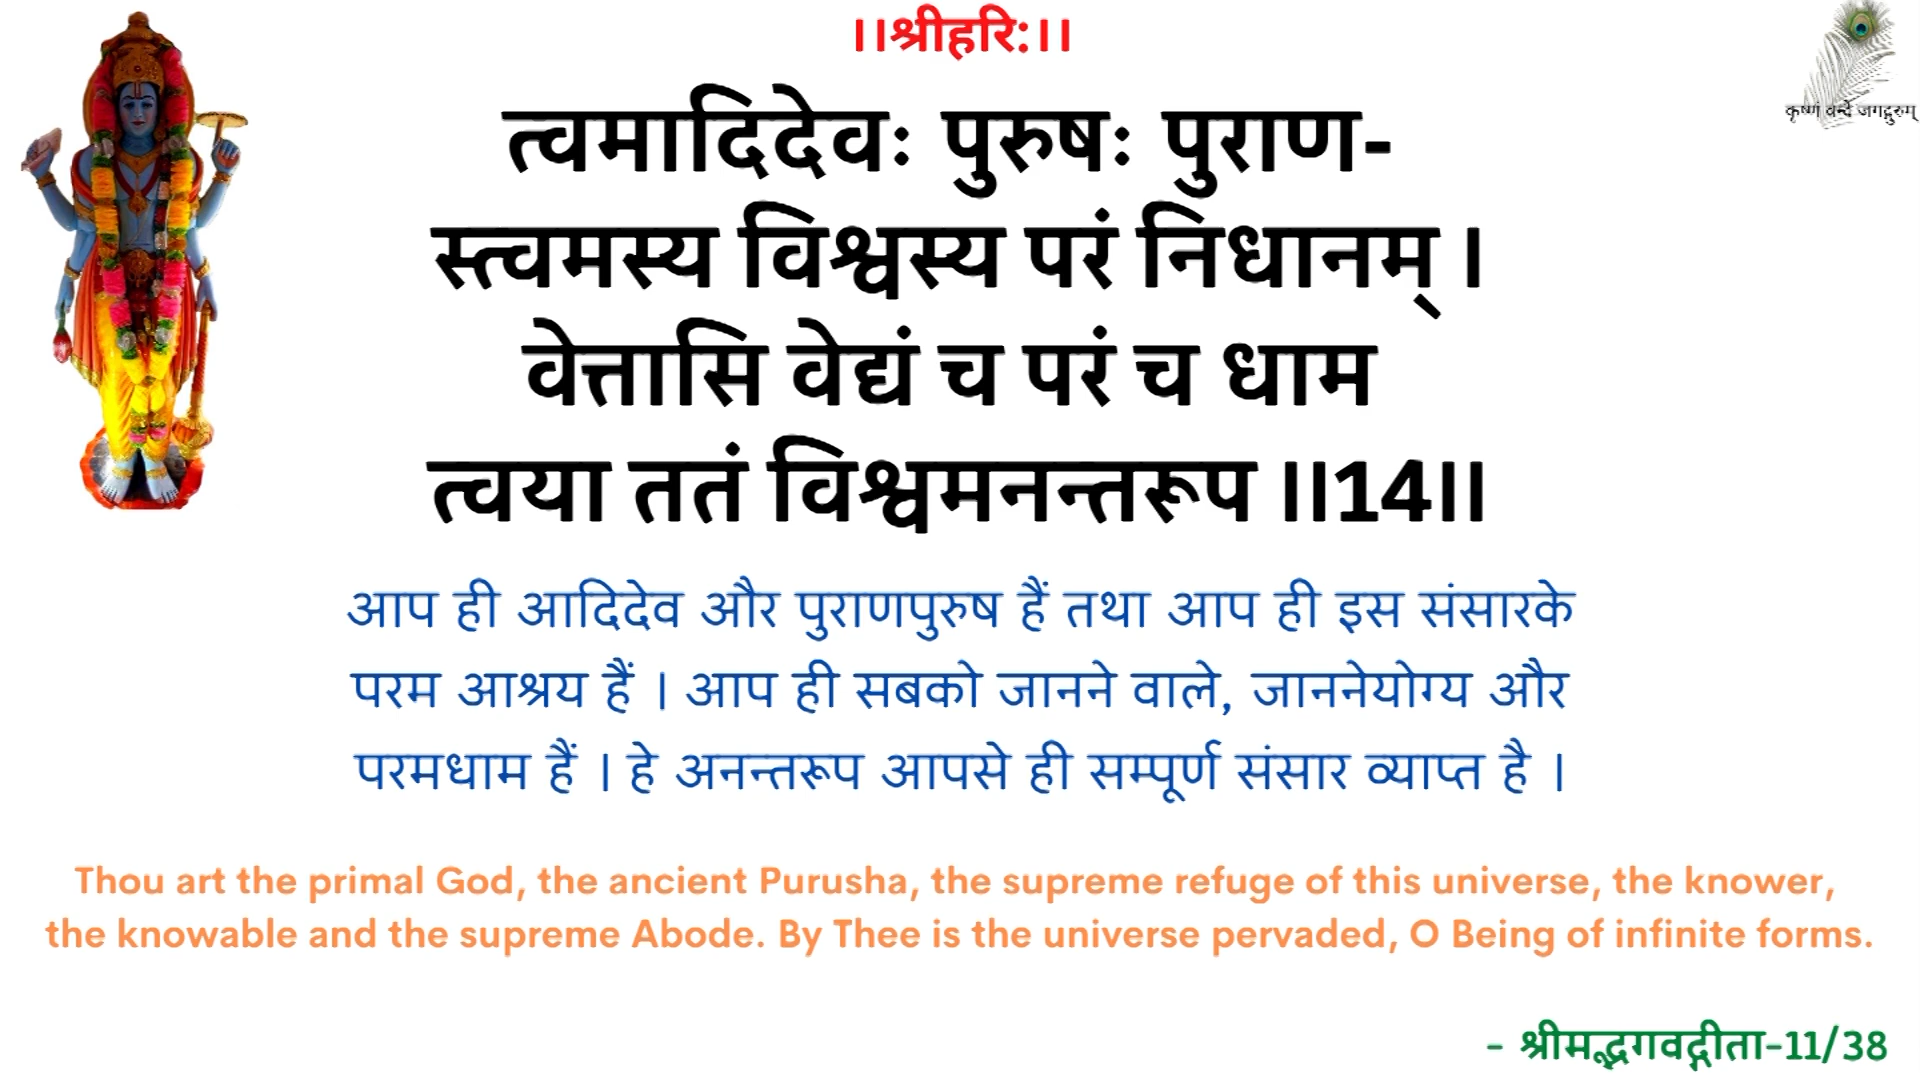 ।।श्रीहरि:।।
कृष्णं वन्दे जगद्गुरुम्
त्वमादिदेवः पुरुषः पुराण-
स्त्वमस्य विश्वस्य परं निधानम् ।
वेत्तासि वेद्यं च परं च धाम
त्वया ततं विश्वमनन्तरूप ।।14।।
आप ही आदिदेव और पुराणपुरुष हैं तथा आप ही इस संसारके
परम आश्रय हैं । आप ही सबको जानने वाले, जाननेयोग्य और
परमधाम हैं । हे अनन्तरूप आपसे ही सम्पूर्ण संसार व्याप्त है ।
Thou art the primal God, the ancient Purusha, the supreme refuge of this universe, the knower,
the knowable and the supreme Abode. By Thee is the universe pervaded, O Being of infinite forms.
- श्रीमद्भगवद्गीता-11/38